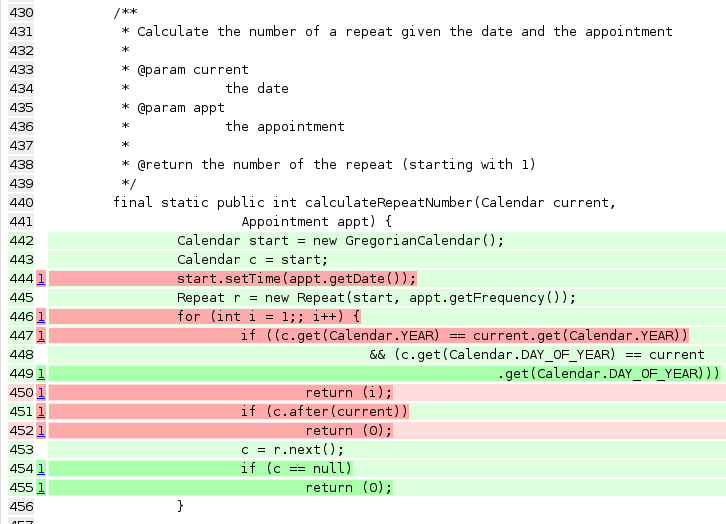 430 /**
431 * Calculate the number of a repeat given the date and the appointment
432 *
433 * @param current
434 * the date
435 * @param appt
436 * the appointment
437 *
438 * @return the number of the repeat (starting with 1)
439 */
440 final static public int calculateRepeatNumber(Calendar current,
441 Appointment appt) {
442 Calendar start = new GregorianCalendar();
443 Calendar c = start;
444 1 start.setTime(appt.getDate());
445 Repeat r = new Repeat(start, appt.getFrequency());
446 1 for (int i = 1;; i++) {
447 1 if ((c.get(Calendar.YEAR) == current.get(Calendar.YEAR))
448 && (c.get(Calendar.DAY_OF_YEAR) == current
449 1 .get(Calendar.DAY_OF_YEAR)))
450 1 return (i);
451 1 if (c.after(current))
452 1 return (0);
453 c = r.next();
454 1 if (c == null)
455 1 return (0);
456 }